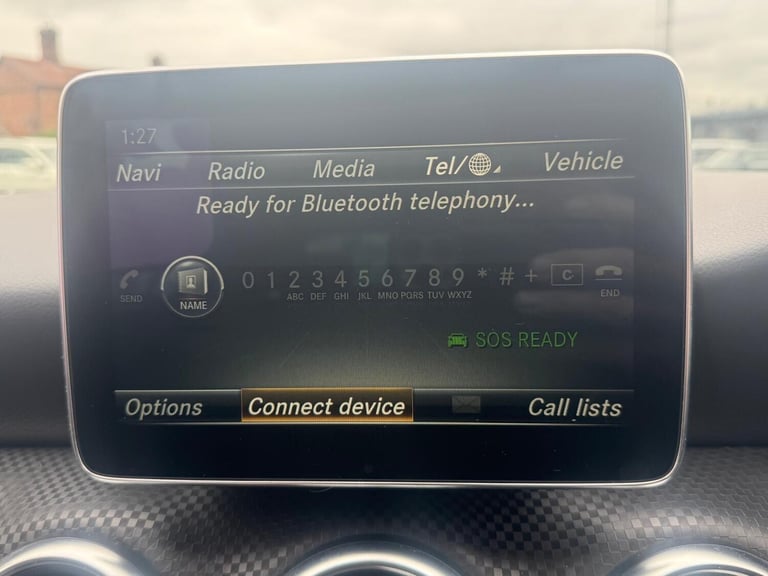 1:27
Navi Radio Media Tel/ Vehicle
Ready for Bluetooth telephony...
0 1 2 3 4 5 6 7 8 9 * # + C
SEND NAME ABC DEF GHI JKL MNO PQRS TUV WXYZ END
SOS READY
Options Connect device Call lists